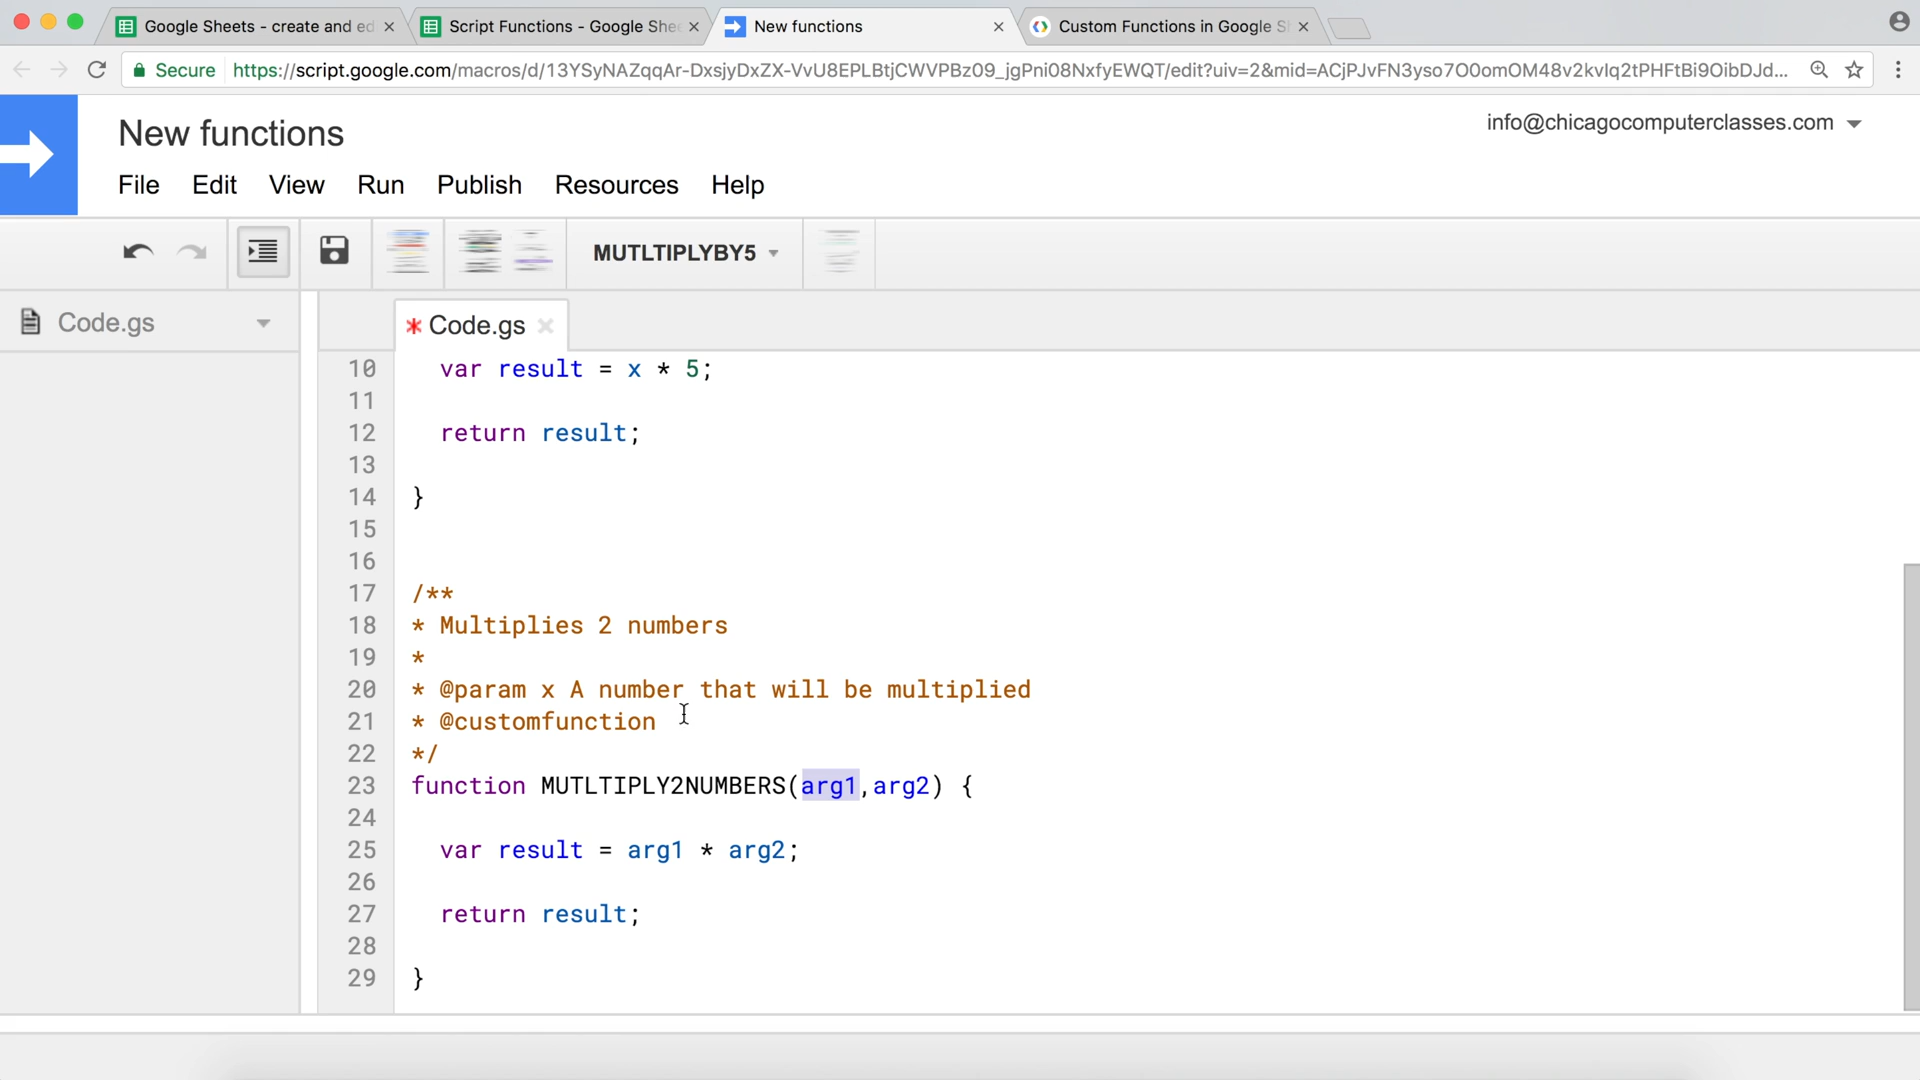 Google Sheets - create and ed
Script Functions - Google Shee
New functions
Custom Functions in Google S
Secure https://script.google.com/macros/d/13YSyNAZqqAr-DxsjyDxZX-VvU8EPLBtjCWVPBz09_jgPni08NxfyEWQT/edit?uiv=2&mid=ACjPJvFN3yso7O0omOM48v2kvIq2tPHFtBi9OibDJd...
New functions
info@chicagocomputerclasses.com
File Edit View Run Publish Resources Help
MUTLTIPLYBY5
Code.gs
* Code.gs
10 var result = x * 5;
11
12 return result;
13
14 }
15
16
17 /**
18 * Multiplies 2 numbers
19 *
20 * @param x A number that will be multiplied
21 * @customfunction
22 */
23 function MUTLTIPLY2NUMBERS(arg1,arg2) {
24
25 var result = arg1 * arg2;
26
27 return result;
28
29 }